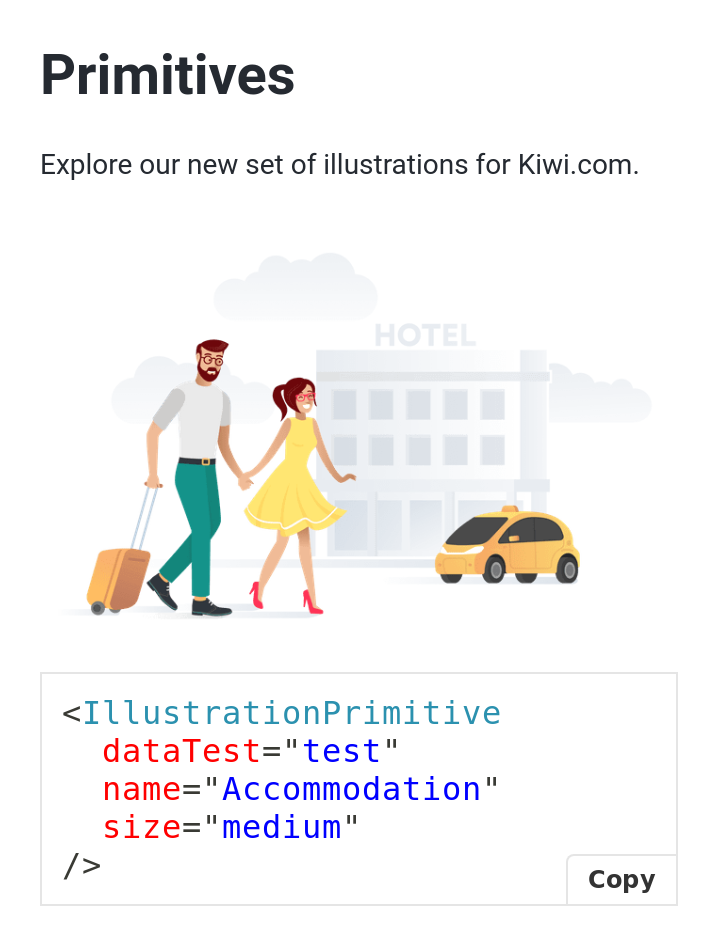 Primitives
Explore our new set of illustrations for Kiwi.com.
HOTEL
<IllustrationPrimitive
  dataTest="test"
  name="Accommodation"
  size="medium"
/>
Copy